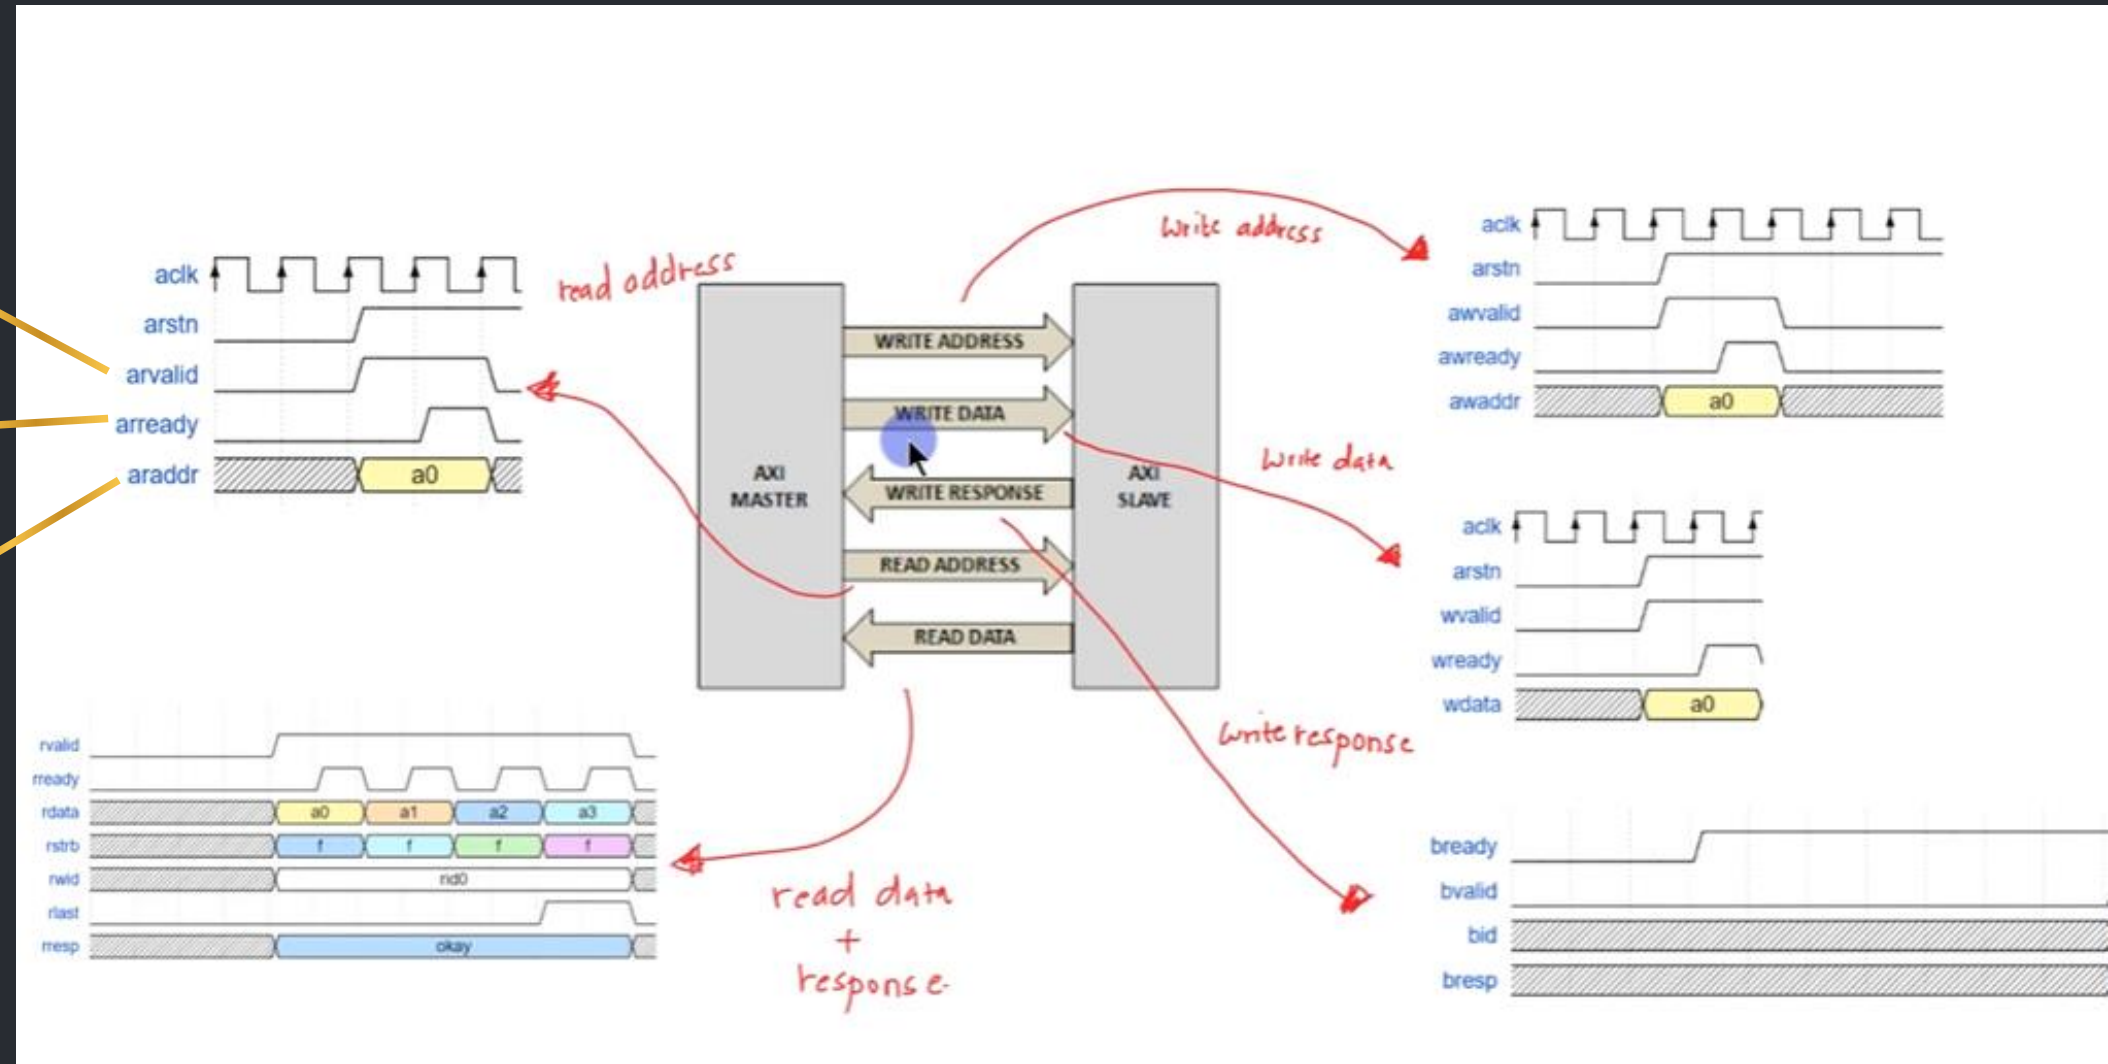 aclk
arstn
arvalid
arready
araddr
a0
read address
AXI
MASTER
WRITE ADDRESS
WRITE DATA
WRITE RESPONSE
READ ADDRESS
READ DATA
AXI
SLAVE
write address
aclk
arstn
awvalid
awready
awaddr
a0
write data
aclk
arstn
wvalid
wready
wdata
a0
write response
bready
bvalid
bid
bresp
rvalid
rready
rdata
a0 a1 a2 a3
rstrb
f f f f
rwid
rid0
rlast
rresp
okay
read data
+
response